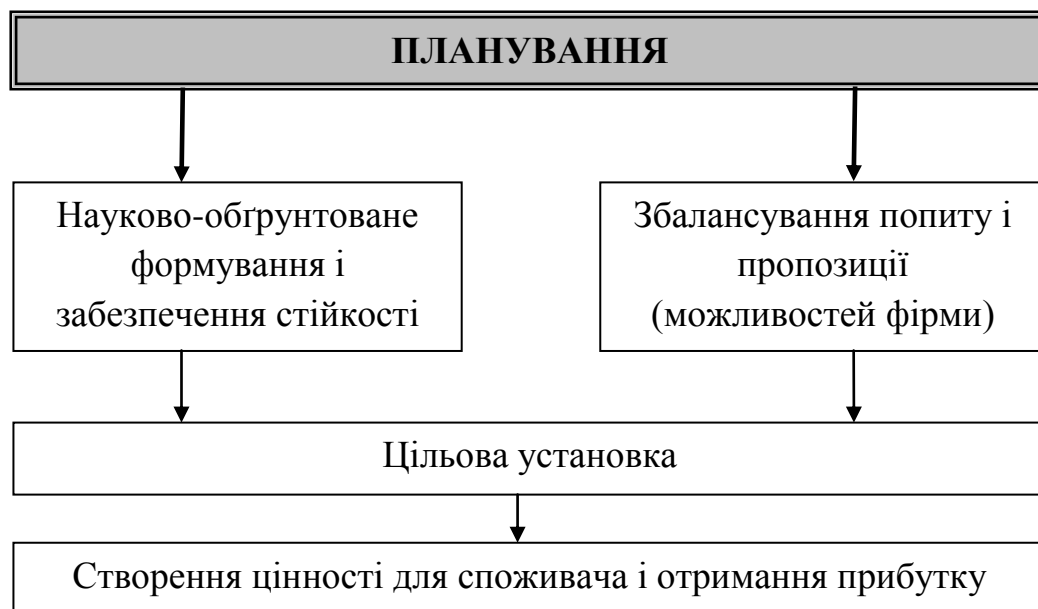 ПЛАНУВАННЯ
Науково-обґрунтоване
формування і
забезпечення стійкості
Збалансування попиту і
пропозиції
(можливостей фірми)
Цільова установка
Створення цінності для споживача і отримання прибутку